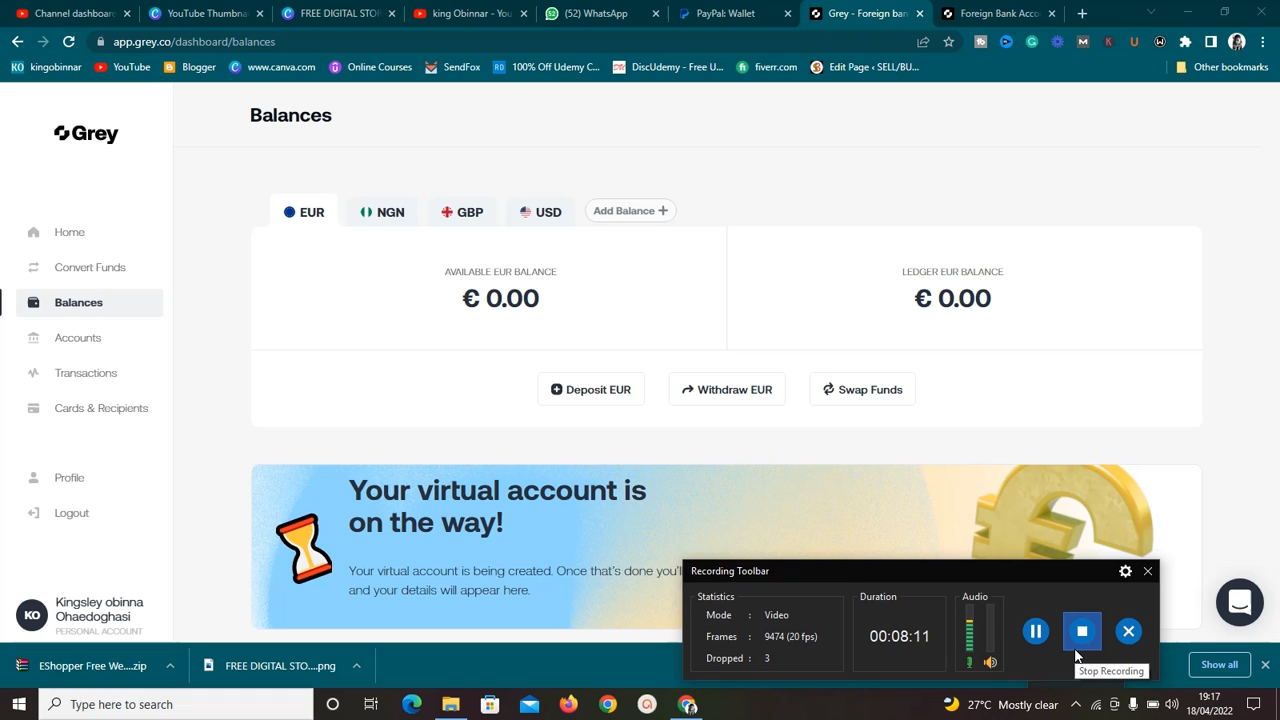 Channel dashboard
YouTube Thumbna
FREE DIGITAL STOR
king Obinnar - You
(52) WhatsApp
PayPal: Wallet
Grey - Foreign ban
Foreign Bank Acco
app.grey.co/dashboard/balances
kingobinnar
YouTube
Blogger
www.canva.com
Online Courses
SendFox
100% Off Udemy C...
DiscUdemy - Free U...
fiverr.com
Edit Page ‹ SELL/BU...
Other bookmarks
Grey
Balances
EUR
NGN
GBP
USD
Add Balance +
Home
Convert Funds
Balances
Accounts
Transactions
Cards & Recipients
Profile
Logout
AVAILABLE EUR BALANCE
€ 0.00
LEDGER EUR BALANCE
€ 0.00
Deposit EUR
Withdraw EUR
Swap Funds
Your virtual account is
on the way!
Your virtual account is being created. Once that's done you'll
and your details will appear here.
KO
Kingsley obinna
Ohaedoghasi
PERSONAL ACCOUNT
Recording Toolbar
Statistics
Mode : Video
Frames : 9474 (20 fps)
Dropped : 3
Duration
00:08:11
Audio
Stop Recording
EShopper Free We....zip
FREE DIGITAL STO....png
Show all
Type here to search
27°C Mostly clear
19:17
18/04/2022